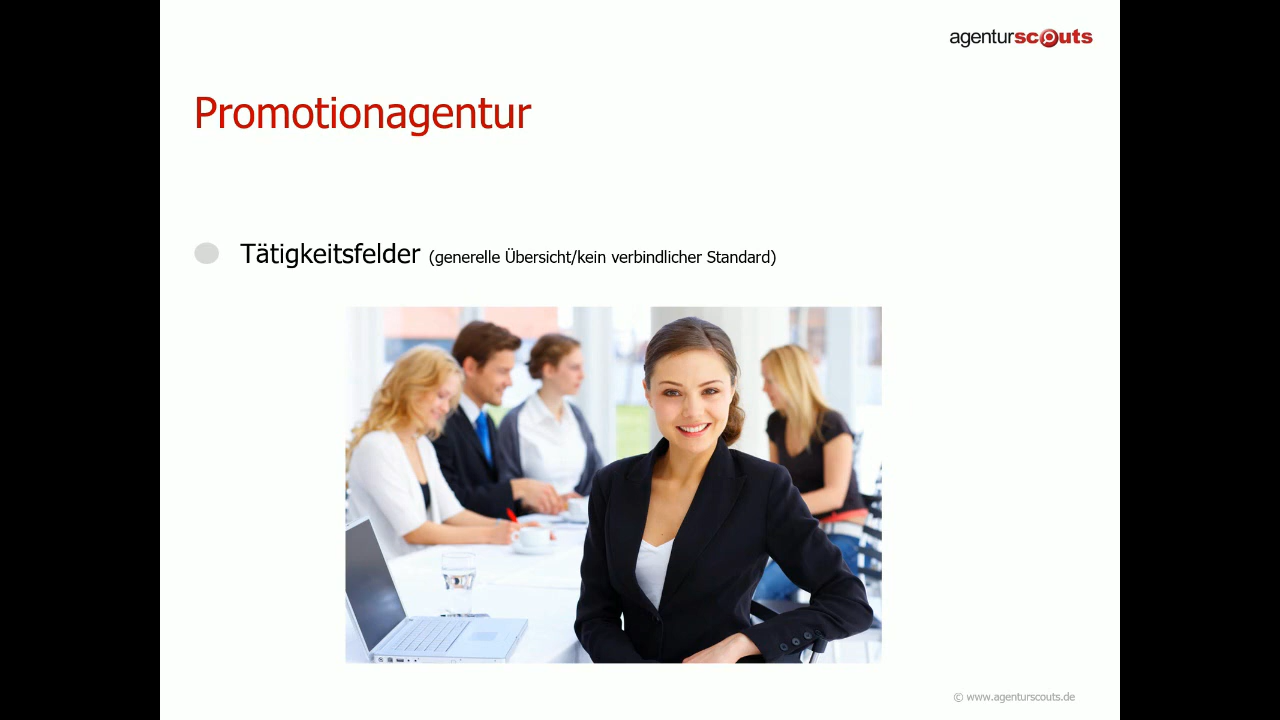 agenturscouts
Promotionagentur
Tätigkeitsfelder (generelle Übersicht/kein verbindlicher Standard)
© www.agenturscouts.de